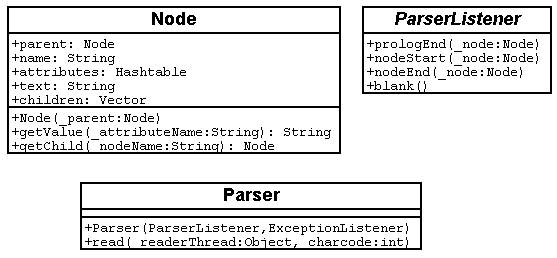 Node
+parent: Node
+name: String
+attributes: Hashtable
+text: String
+children: Vector
+Node(_parent:Node)
+getValue(_attributeName:String): String
+getChild(_nodeName:String): Node
ParserListener
+prologEnd(_node:Node)
+nodeStart(_node:Node)
+nodeEnd(_node:Node)
+blank()
Parser
+Parser(ParserListener,ExceptionListener)
+read(_readerThread:Object, charcode:int)